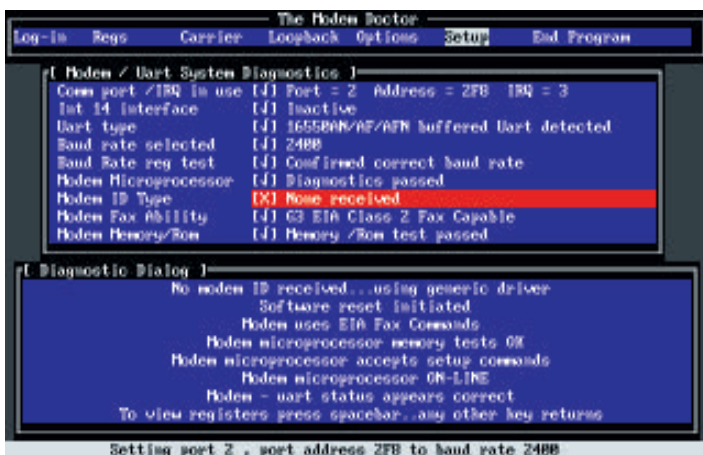 The Modem Doctor
Log-in Regs Carrier Loopback Options Setup End Program
[ Modem / Uart System Diagnostics ]
Comm port /IRQ in use [√] Port = 2 Address = 2F8 IRQ = 3
Int 14 interface [√] Inactive
Uart type [√] 16550AN/AF/AFN buffered Uart detected
Baud rate selected [√] 2400
Baud Rate reg test [√] Confirmed correct baud rate
Modem Microprocessor [√] Diagnostics passed
Modem ID Type [X] None received
Modem Fax Ability [√] G3 EIA Class 2 Fax Capable
Modem Memory/Rom [√] Memory /Rom test passed
[ Diagnostic Dialog ]
No modem ID received...using generic driver
Software reset initiated
Modem uses EIA Fax Commands
Modem microprocessor memory tests OK
Modem microprocessor accepts setup commands
Modem microprocessor ON-LINE
Modem - uart status appears correct
To view registers press spacebar..any other key returns
Setting port 2 , port address 2F8 to baud rate 2400